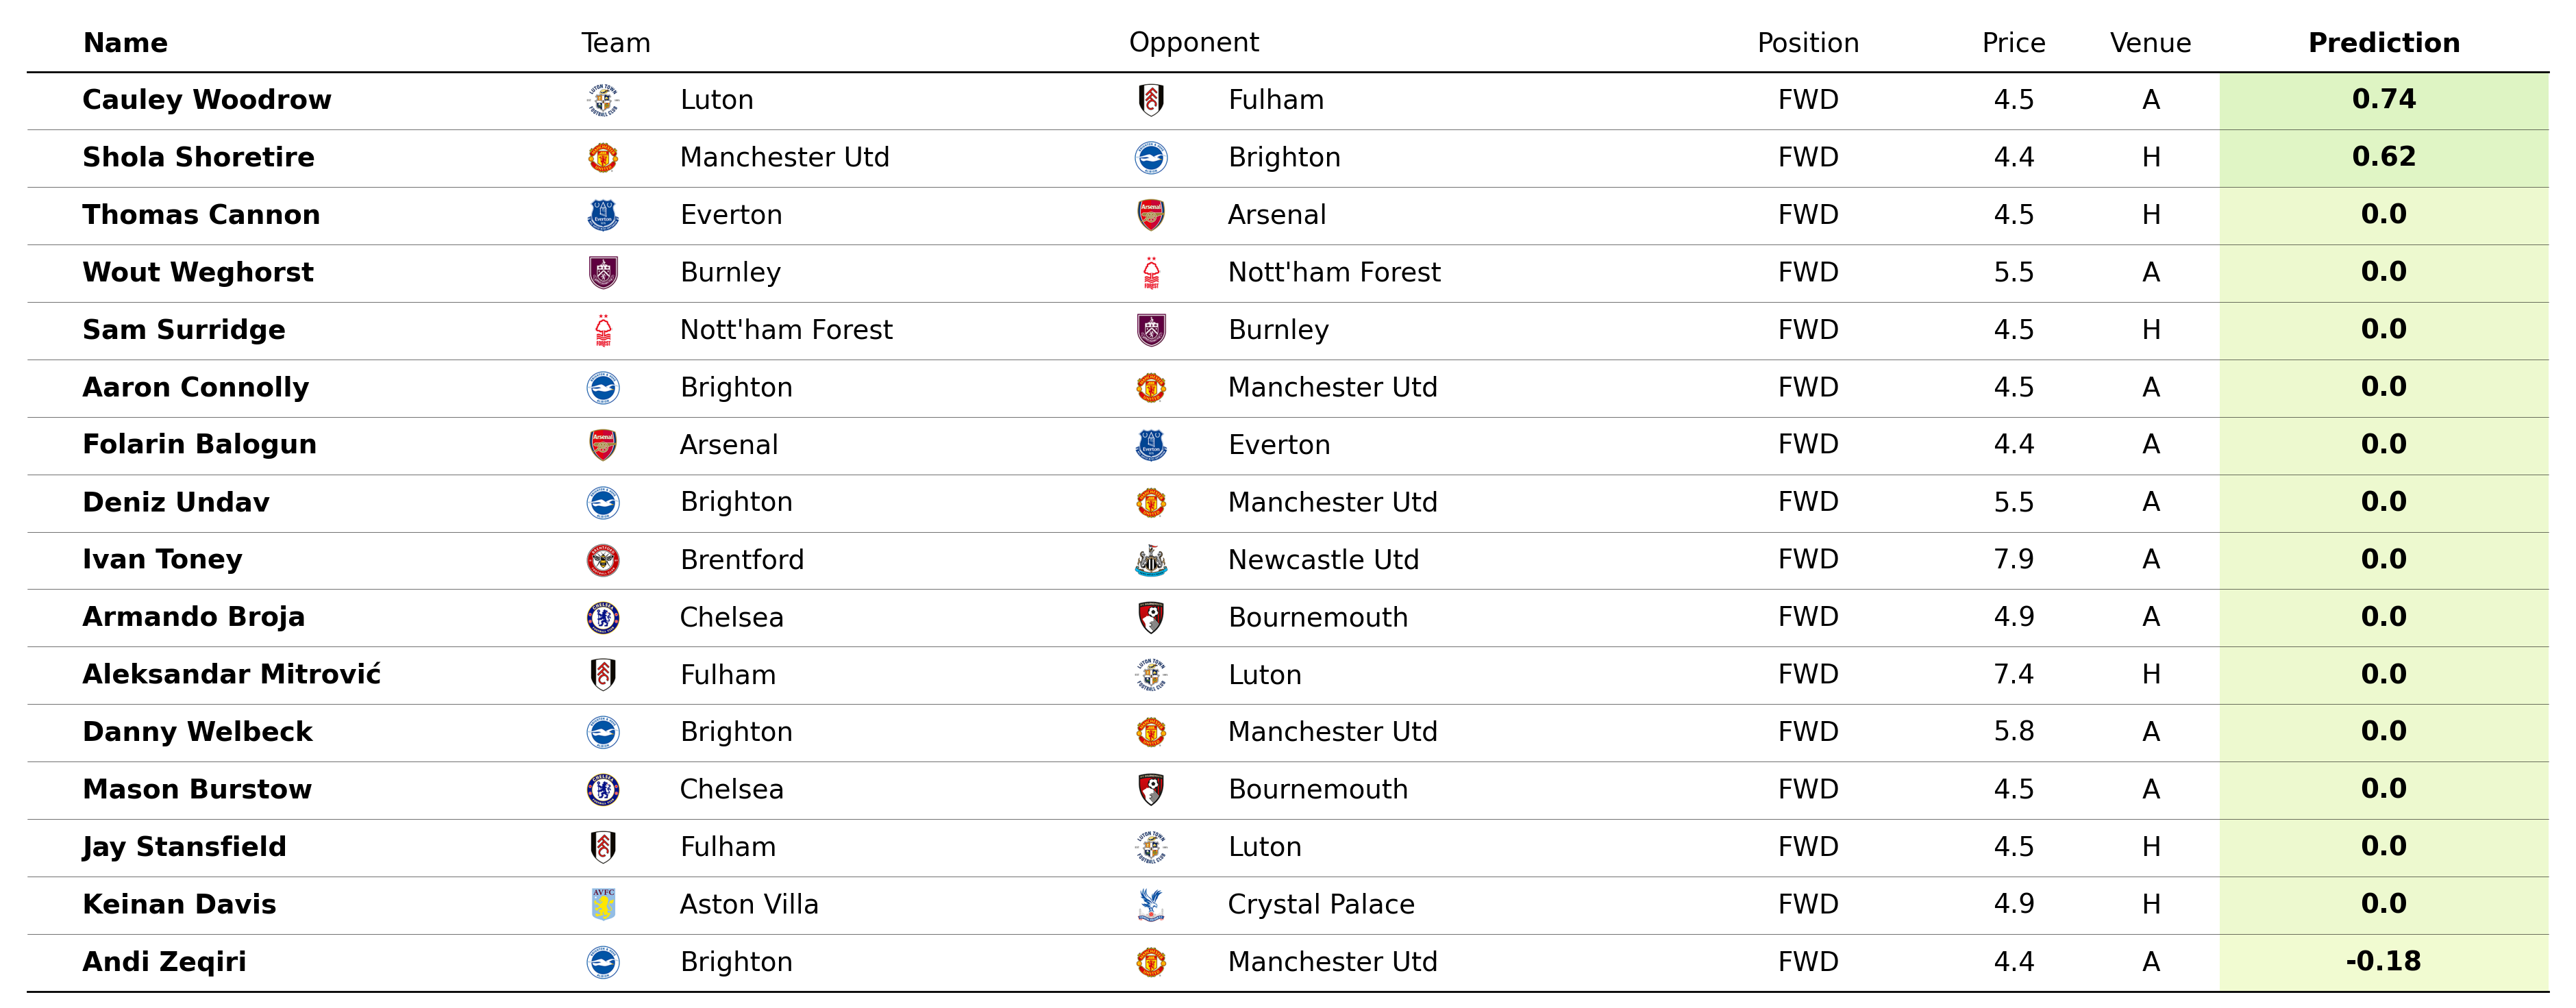 Name Team Opponent Position Price Venue Prediction
Cauley Woodrow Luton Fulham FWD 4.5 A 0.74
Shola Shoretire Manchester Utd Brighton FWD 4.4 H 0.62
Thomas Cannon Everton Arsenal FWD 4.5 H 0.0
Wout Weghorst Burnley Nott'ham Forest FWD 5.5 A 0.0
Sam Surridge Nott'ham Forest Burnley FWD 4.5 H 0.0
Aaron Connolly Brighton Manchester Utd FWD 4.5 A 0.0
Folarin Balogun Arsenal Everton FWD 4.4 A 0.0
Deniz Undav Brighton Manchester Utd FWD 5.5 A 0.0
Ivan Toney Brentford Newcastle Utd FWD 7.9 A 0.0
Armando Broja Chelsea Bournemouth FWD 4.9 A 0.0
Aleksandar Mitrović Fulham Luton FWD 7.4 H 0.0
Danny Welbeck Brighton Manchester Utd FWD 5.8 A 0.0
Mason Burstow Chelsea Bournemouth FWD 4.5 A 0.0
Jay Stansfield Fulham Luton FWD 4.5 H 0.0
Keinan Davis Aston Villa Crystal Palace FWD 4.9 H 0.0
Andi Zeqiri Brighton Manchester Utd FWD 4.4 A -0.18